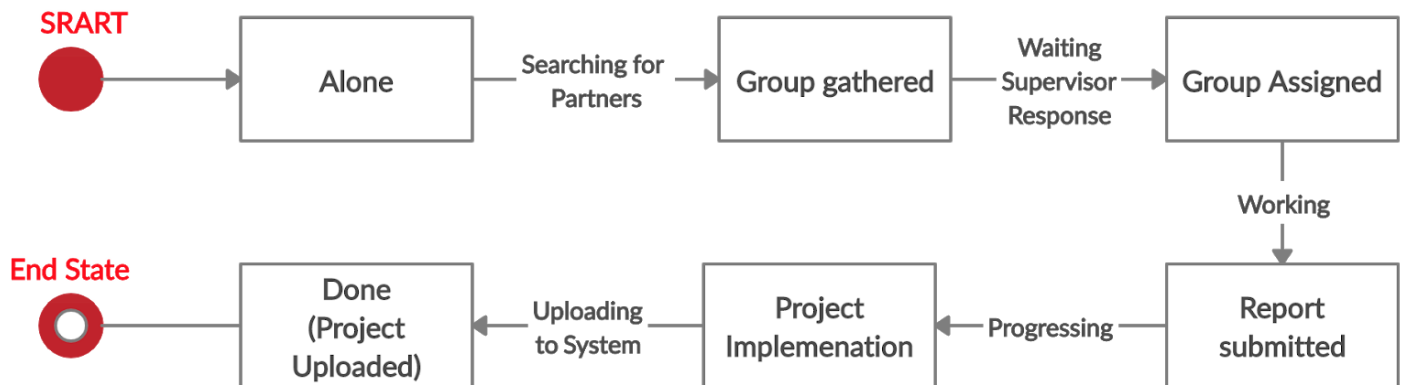 SRART
Alone
Searching for
Partners
Group gathered
Waiting
Supervisor
Response
Group Assigned
Working
Report
submitted
Progressing
Project
Implemenation
Uploading
to System
Done
(Project
Uploaded)
End State